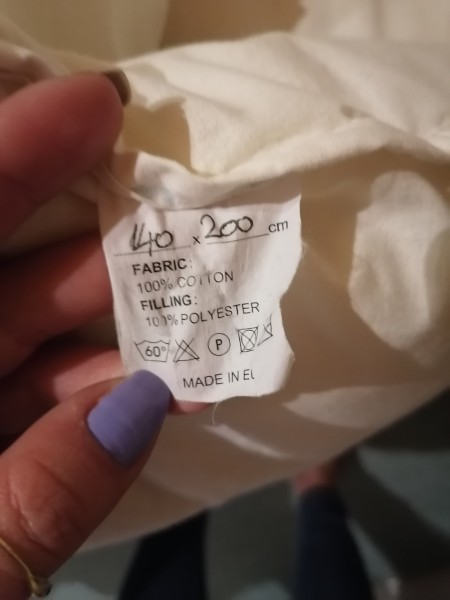 140 x 200 cm
FABRIC:
100% COTTON
FILLING:
100% POLYESTER
60° P
MADE IN EU